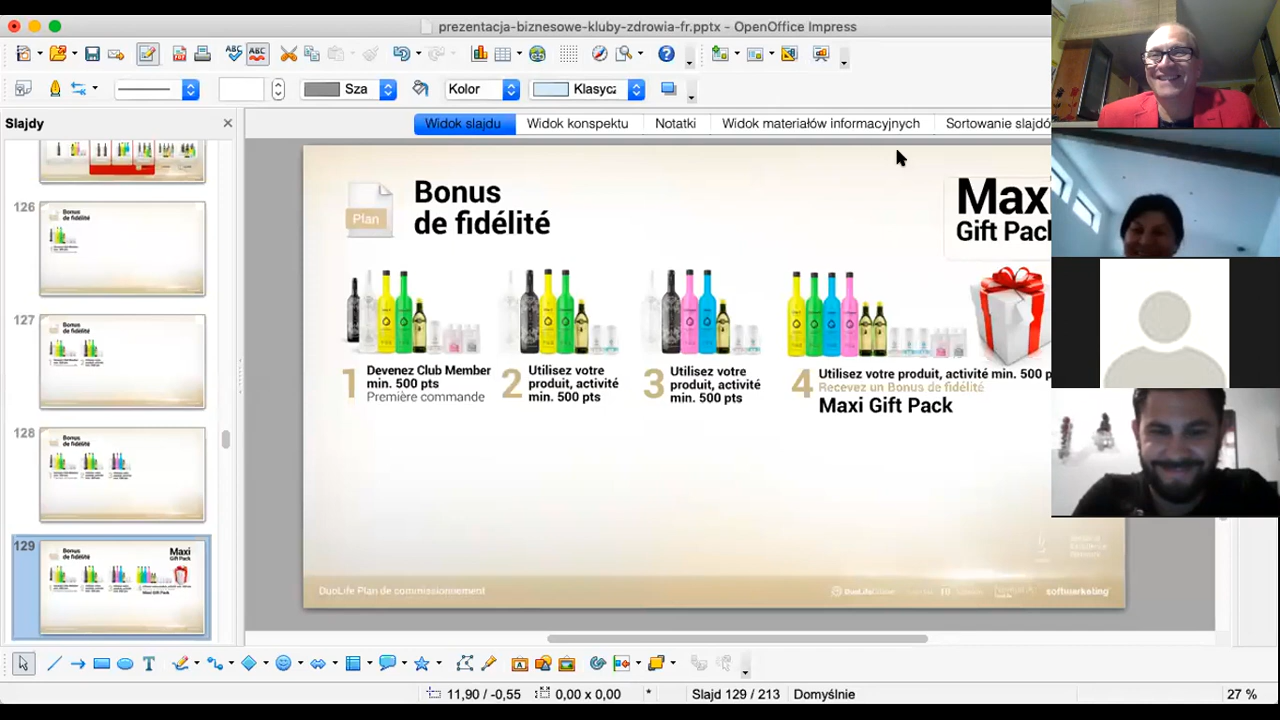 prezentacja-biznesowe-kluby-zdrowia-fr.pptx - OpenOffice Impress
Sza
Kolor
Klasycz
Slajdy
Widok slajdu
Widok konspektu
Notatki
Widok materiałów informacyjnych
Sortowanie slajdó
126
Bonus
de fidélité
127
Bonus
de fidélité
128
Bonus
de fidélité
129
Bonus
de fidélité
Maxi
Gift Pack
Maxi Gift Pack
Plan
Bonus
de fidélité
Maxi
Gift Pack
1
Devenez Club Member
min. 500 pts
Première commande
2
Utilisez votre
produit, activité
min. 500 pts
3
Utilisez votre
produit, activité
min. 500 pts
4
Utilisez votre produit, activité min. 500 p
Recevez un Bonus de fidélité
Maxi Gift Pack
DuoLife Plan de commissionnement
softmarketing
11,90 / -0,55
0,00 x 0,00
*
Slajd 129 / 213
Domyślnie
27 %